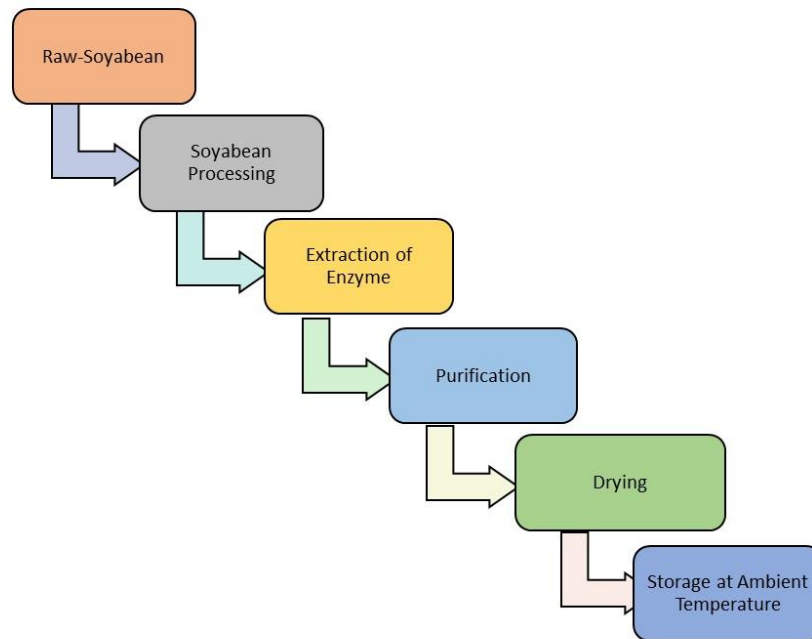 Raw-Soyabean
Soyabean
Processing
Extraction of
Enzyme
Purification
Drying
Storage at Ambient
Temperature